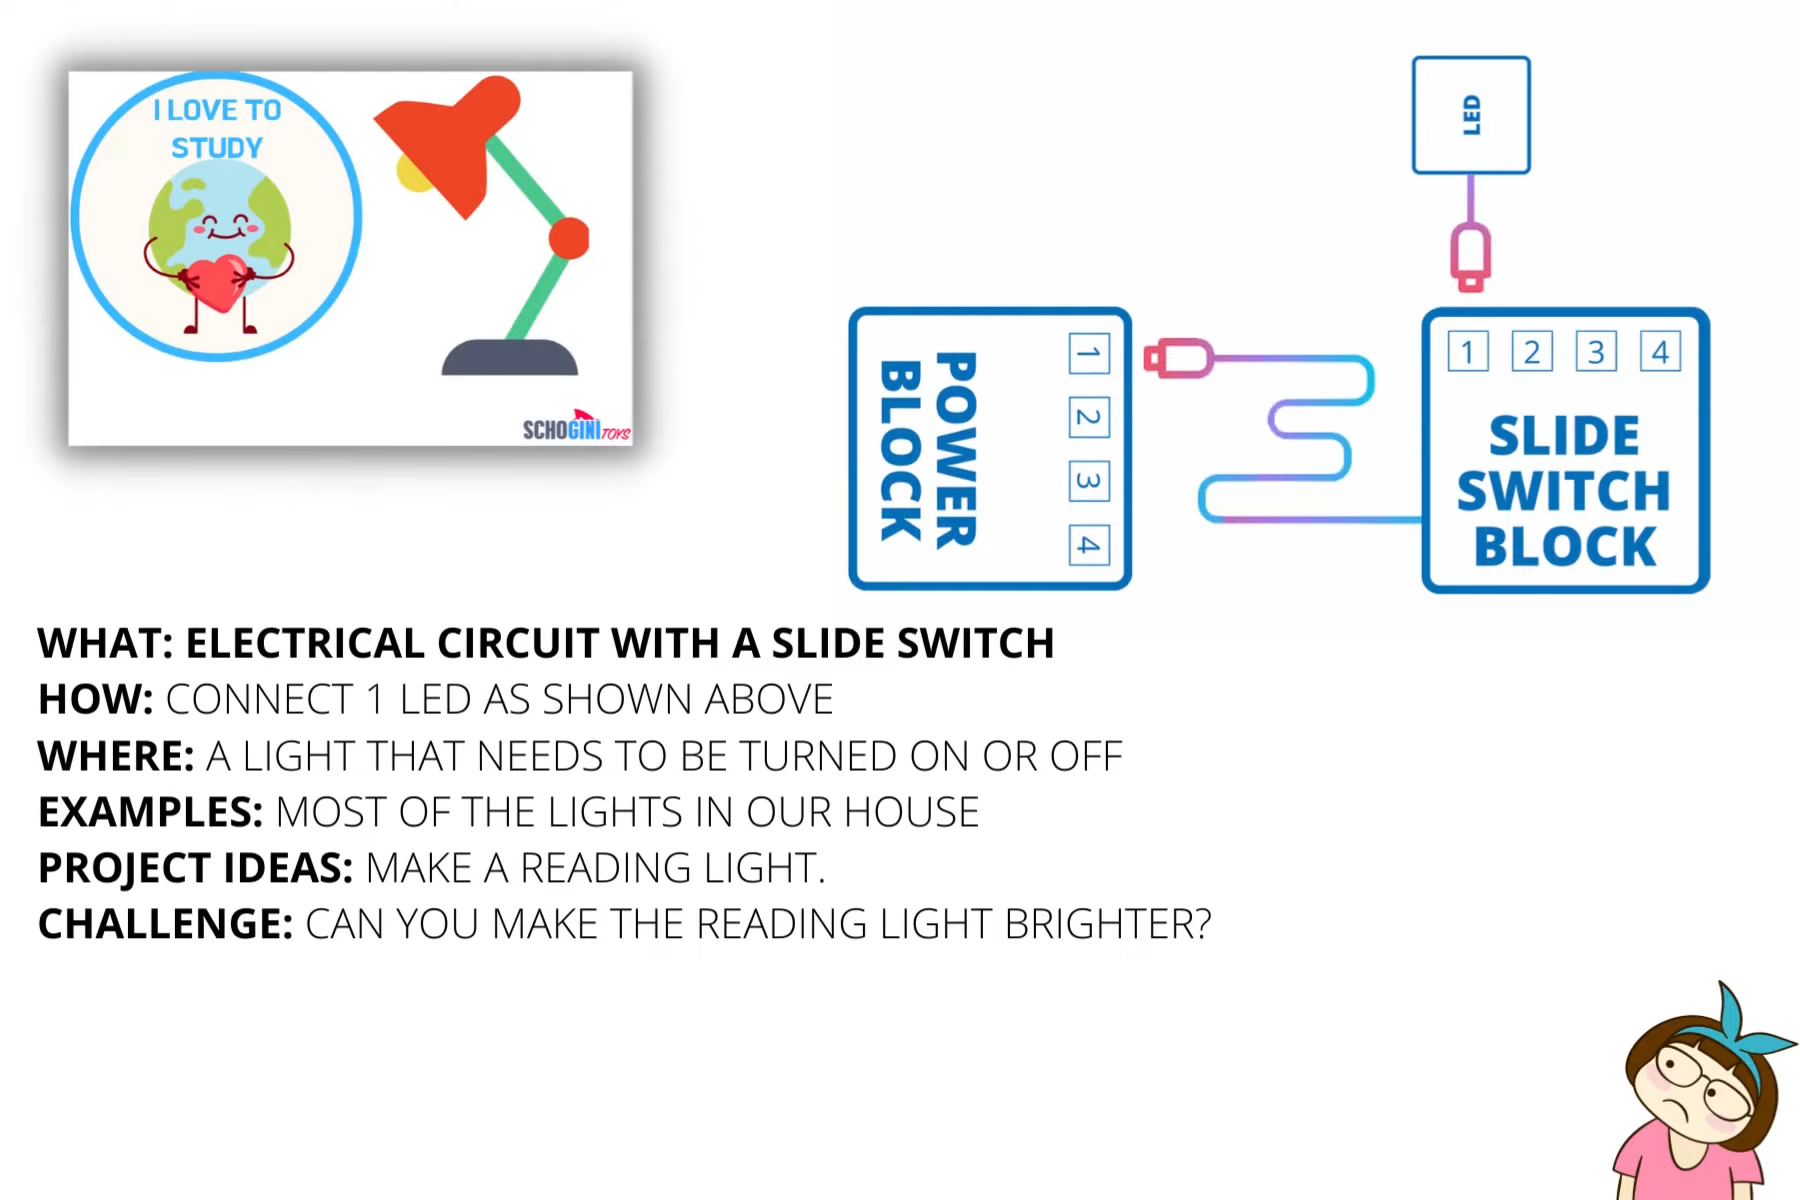 I LOVE TO
STUDY
SCHOGINI TOYS
LED
POWER
BLOCK
1
2
3
4
1 2 3 4
SLIDE
SWITCH
BLOCK
WHAT: ELECTRICAL CIRCUIT WITH A SLIDE SWITCH
HOW: CONNECT 1 LED AS SHOWN ABOVE
WHERE: A LIGHT THAT NEEDS TO BE TURNED ON OR OFF
EXAMPLES: MOST OF THE LIGHTS IN OUR HOUSE
PROJECT IDEAS: MAKE A READING LIGHT.
CHALLENGE: CAN YOU MAKE THE READING LIGHT BRIGHTER?